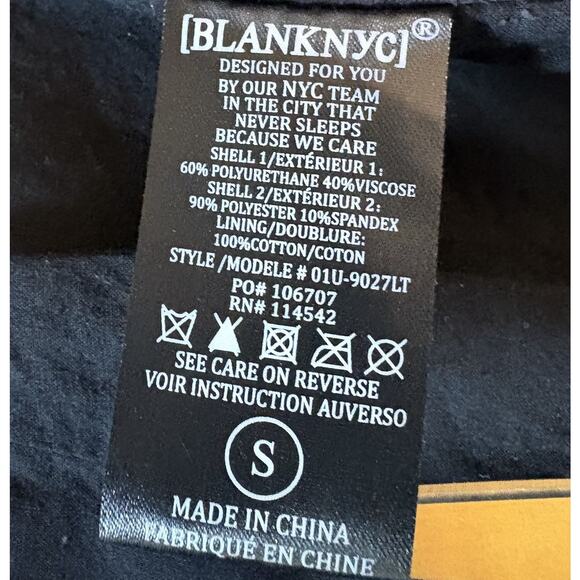 [BLANKNYC]®
DESIGNED FOR YOU
BY OUR NYC TEAM
IN THE CITY THAT
NEVER SLEEPS
BECAUSE WE CARE
SHELL 1/EXTÉRIEUR 1:
60% POLYURETHANE 40%VISCOSE
SHELL 2/EXTÉRIEUR 2:
90% POLYESTER 10%SPANDEX
LINING/DOUBLURE:
100%COTTON/COTON
STYLE /MODELE # 01U-9027LT
PO# 106707
RN# 114542
SEE CARE ON REVERSE
VOIR INSTRUCTION AUVERSO
S
MADE IN CHINA
FABRIQUÉ EN CHINE